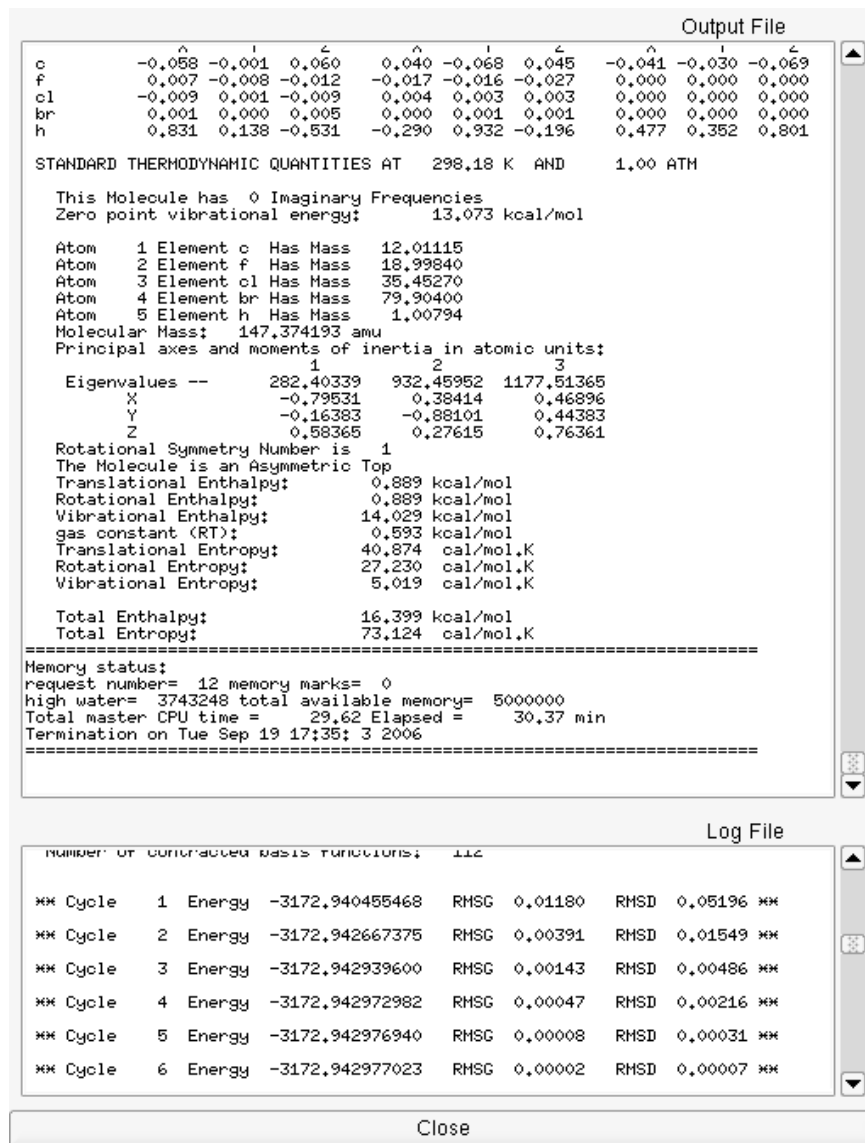 Output File
c -0.058 -0.001 0.060 0.040 -0.068 0.045 -0.041 -0.030 -0.069
f 0.007 -0.008 -0.012 -0.017 -0.016 -0.027 0.000 0.000 0.000
cl -0.009 0.001 -0.009 0.004 0.003 0.003 0.000 0.000 0.000
br 0.001 0.000 0.005 0.000 0.001 0.001 0.000 0.000 0.000
h 0.831 0.138 -0.531 -0.290 0.932 -0.196 0.477 0.352 0.801
STANDARD THERMODYNAMIC QUANTITIES AT 298.18 K AND 1.00 ATM
This Molecule has 0 Imaginary Frequencies
Zero point vibrational energy: 13.073 kcal/mol
Atom 1 Element c Has Mass 12.01115
Atom 2 Element f Has Mass 18.99840
Atom 3 Element cl Has Mass 35.45270
Atom 4 Element br Has Mass 79.90400
Atom 5 Element h Has Mass 1.00794
Molecular Mass: 147.374193 amu
Principal axes and moments of inertia in atomic units:
1 2 3
Eigenvalues -- 282.40339 932.45952 1177.51365
X -0.79531 0.38414 0.46896
Y -0.16383 -0.88101 0.44383
Z 0.58365 0.27615 0.76361
Rotational Symmetry Number is 1
The Molecule is an Asymmetric Top
Translational Enthalpy: 0.889 kcal/mol
Rotational Enthalpy: 0.889 kcal/mol
Vibrational Enthalpy: 14.029 kcal/mol
gas constant (RT): 0.593 kcal/mol
Translational Entropy: 40.874 cal/mol.K
Rotational Entropy: 27.230 cal/mol.K
Vibrational Entropy: 5.019 cal/mol.K
Total Enthalpy: 16.399 kcal/mol
Total Entropy: 73.124 cal/mol.K
==========================================================================
Memory status:
request number= 12 memory marks= 0
high water= 3743248 total available memory= 5000000
Total master CPU time = 29.62 Elapsed = 30.37 min
Termination on Tue Sep 19 17:35: 3 2006
==========================================================================
Log File
Number of contracted basis functions: 112
** Cycle 1 Energy -3172.940455468 RMSG 0.01180 RMSD 0.05196 **
** Cycle 2 Energy -3172.942667375 RMSG 0.00391 RMSD 0.01549 **
** Cycle 3 Energy -3172.942939600 RMSG 0.00143 RMSD 0.00486 **
** Cycle 4 Energy -3172.942972982 RMSG 0.00047 RMSD 0.00216 **
** Cycle 5 Energy -3172.942976940 RMSG 0.00008 RMSD 0.00031 **
** Cycle 6 Energy -3172.942977023 RMSG 0.00002 RMSD 0.00007 **
Close